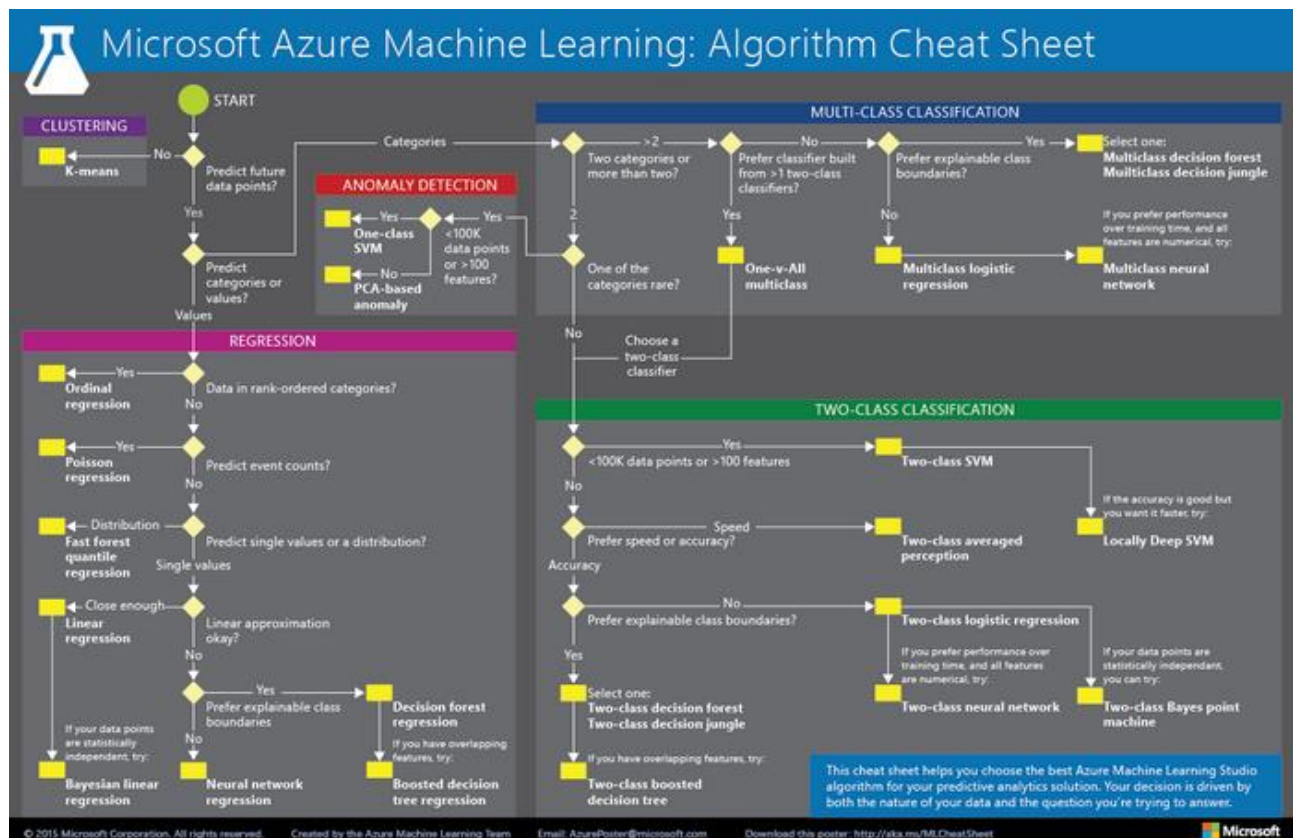 Microsoft Azure Machine Learning: Algorithm Cheat Sheet
START
CLUSTERING
No
K-means
Predict future
data points?
Yes
Predict
categories or
values?
Categories
Values
ANOMALY DETECTION
Yes
One-class
SVM
Yes
<100K
data points
or >100
features?
No
PCA-based
anomaly
MULTI-CLASS CLASSIFICATION
>2
Two categories or
more than two?
2
One of the
categories rare?
No
No
Prefer classifier built
from >1 two-class
classifiers?
Yes
One-v-All
multiclass
Choose a
two-class
classifier
Prefer explainable class
boundaries?
Yes
Select one:
Multiclass decision forest
Muilticlass decision jungle
No
Multiclass logistic
regression
If you prefer performance
over training time, and all
features are numerical, try:
Multiclass neural
network
REGRESSION
Yes
Ordinal
regression
Data in rank-ordered categories?
No
Yes
Poisson
regression
Predict event counts?
No
Distribution
Fast forest
quantile
regression
Predict single values or a distribution?
Single values
Close enough
Linear
regression
Linear approximation
okay?
No
Yes
Prefer explainable class
boundaries
Decision forest
regression
No
If your data points
are statistically
independent, try:
Bayesian linear
regression
Neural network
regression
If you have overlapping
features, try:
Boosted decision
tree regression
TWO-CLASS CLASSIFICATION
Yes
<100K data points or >100 features
Two-class SVM
No
If the accuracy is good but
you want it faster, try:
Locally Deep SVM
Speed
Prefer speed or accuracy?
Two-class averaged
perception
Accuracy
No
Prefer explainable class boundaries?
Two-class logistic regression
Yes
If you prefer performance over
training time, and all features
are numerical, try:
Two-class neural network
If your data points are
statistically independent,
you can try:
Two-class Bayes point
machine
Select one:
Two-class decision forest
Two-class decision jungle
If you have overlapping features, try:
Two-class boosted
decision tree
This cheat sheet helps you choose the best Azure Machine Learning Studio
algorithm for your predictive analytics solution. Your decision is driven by
both the nature of your data and the question you're trying to answer.
© 2015 Microsoft Corporation. All rights reserved. Created by the Azure Machine Learning Team Email: AzurePoster@microsoft.com Download this poster: http://aka.ms/MLCheatSheet Microsoft